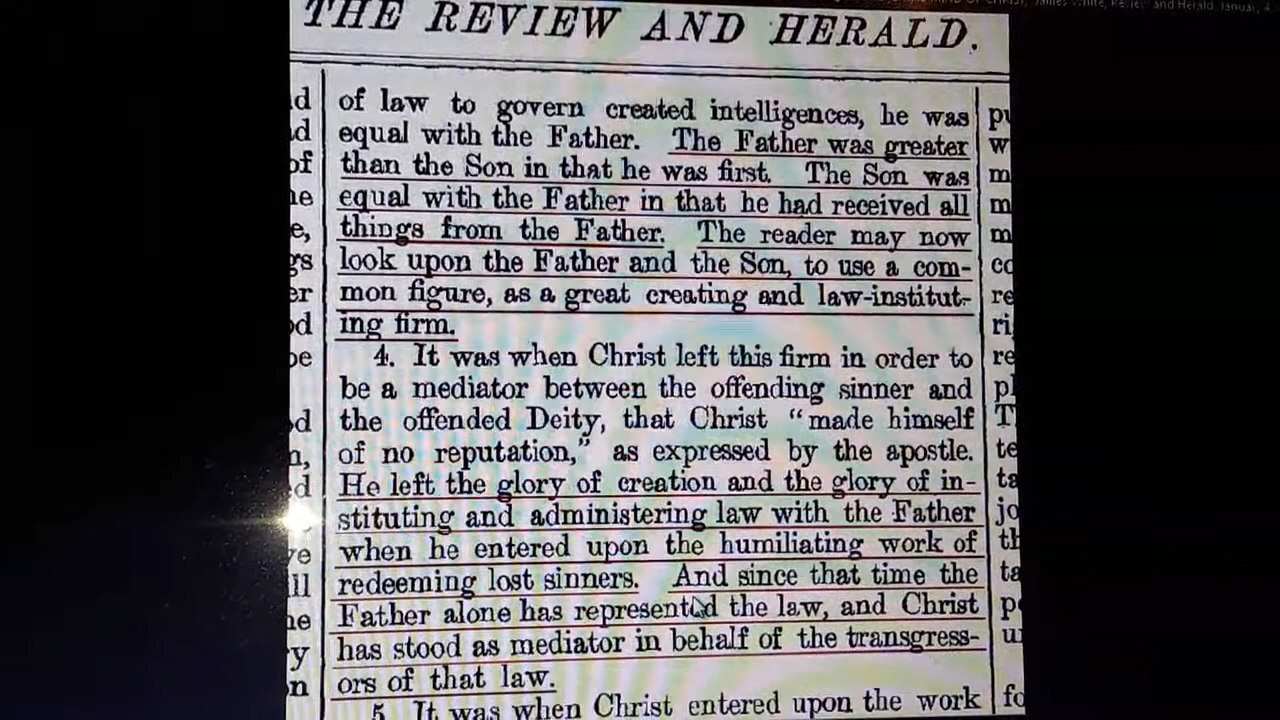 THE REVIEW AND HERALD.
of law to govern created intelligences, he was
equal with the Father. The Father was greater
than the Son in that he was first. The Son was
equal with the Father in that he had received all
things from the Father. The reader may now
look upon the Father and the Son, to use a com-
mon figure, as a great creating and law-institut-
ing firm.
4. It was when Christ left this firm in order to
be a mediator between the offending sinner and
the offended Deity, that Christ “made himself
of no reputation,” as expressed by the apostle.
He left the glory of creation and the glory of in-
stituting and administering law with the Father
when he entered upon the humiliating work of
redeeming lost sinners. And since that time the
Father alone has represented the law, and Christ
has stood as mediator in behalf of the transgress-
ors of that law.
5. It was when Christ entered upon the work